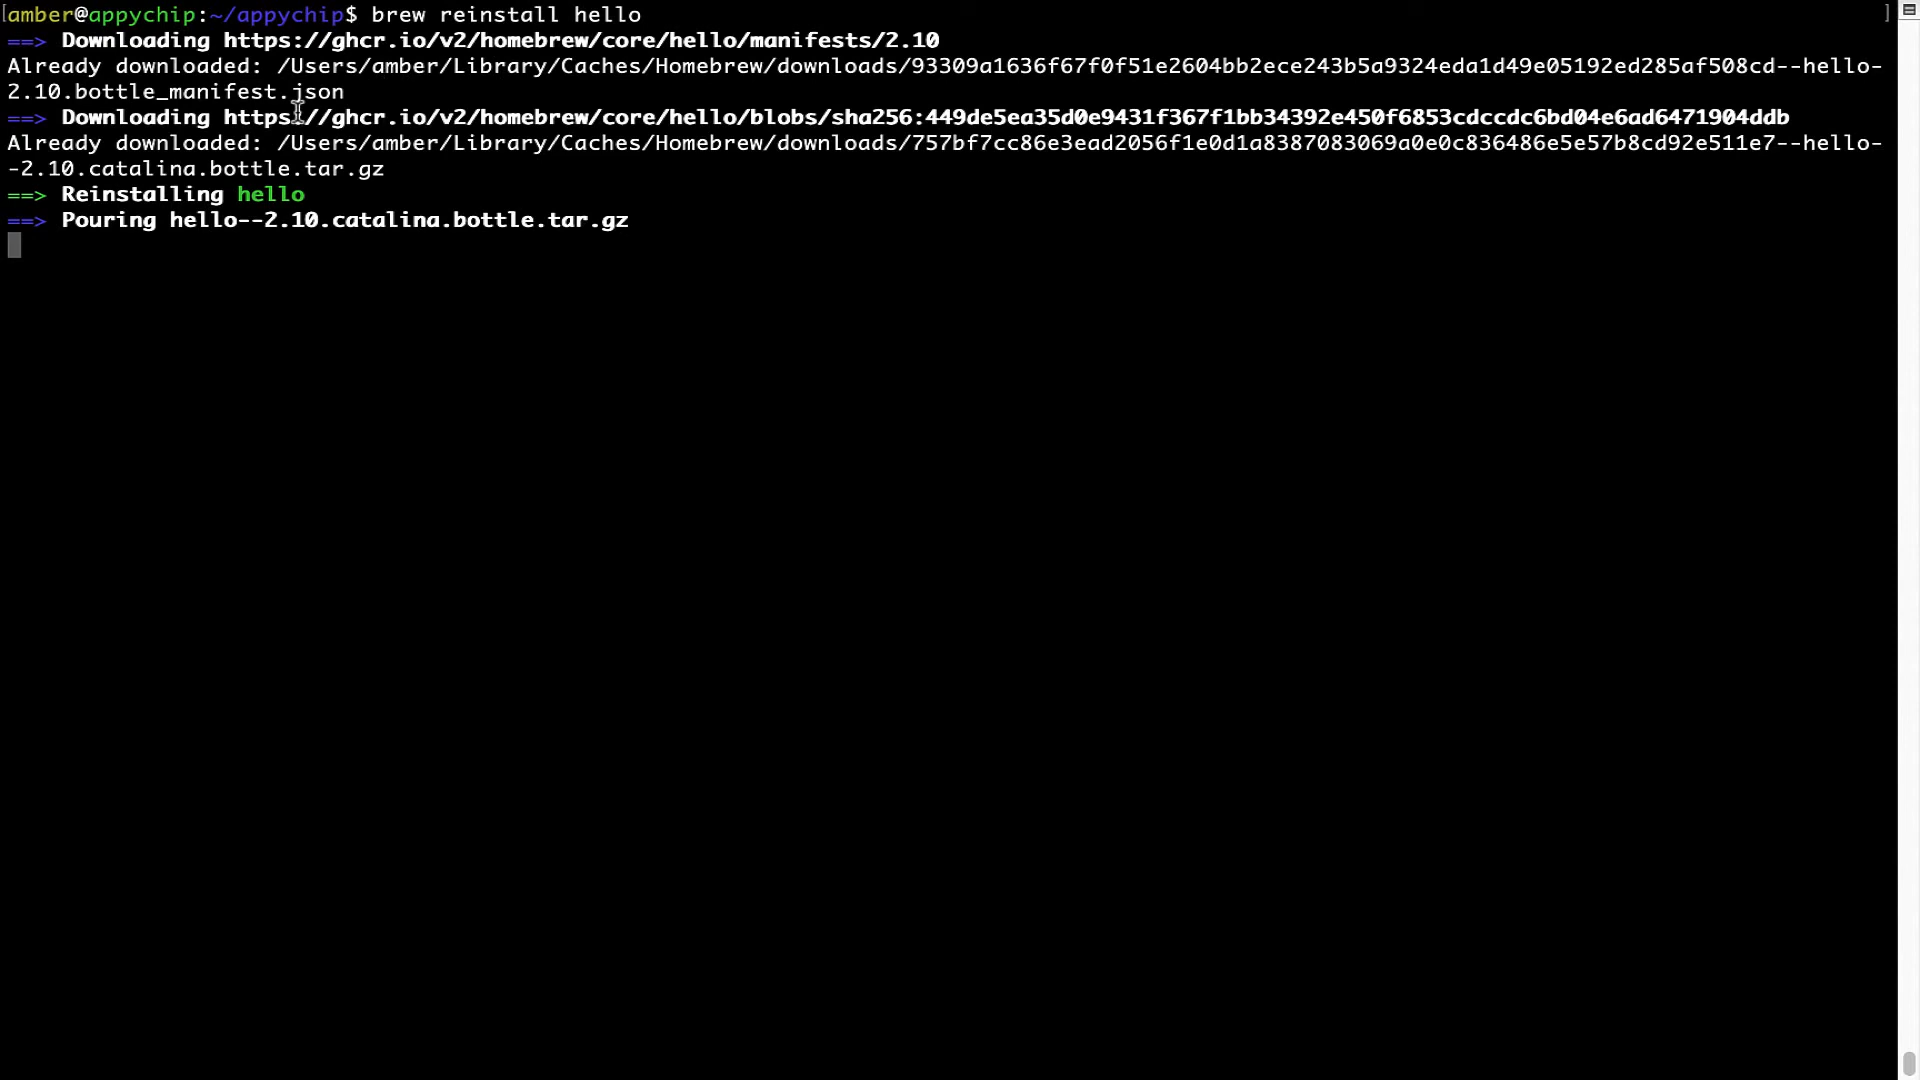 [amber@appychip:~/appychip$ brew reinstall hello ]
==> Downloading https://ghcr.io/v2/homebrew/core/hello/manifests/2.10
Already downloaded: /Users/amber/Library/Caches/Homebrew/downloads/93309a1636f67f0f51e2604bb2ece243b5a9324eda1d49e05192ed285af508cd--hello-
2.10.bottle_manifest.json
==> Downloading https://ghcr.io/v2/homebrew/core/hello/blobs/sha256:449de5ea35d0e9431f367f1bb34392e450f6853cdccdc6bd04e6ad6471904ddb
Already downloaded: /Users/amber/Library/Caches/Homebrew/downloads/757bf7cc86e3ead2056f1e0d1a8387083069a0e0c836486e5e57b8cd92e511e7--hello-
-2.10.catalina.bottle.tar.gz
==> Reinstalling hello
==> Pouring hello--2.10.catalina.bottle.tar.gz